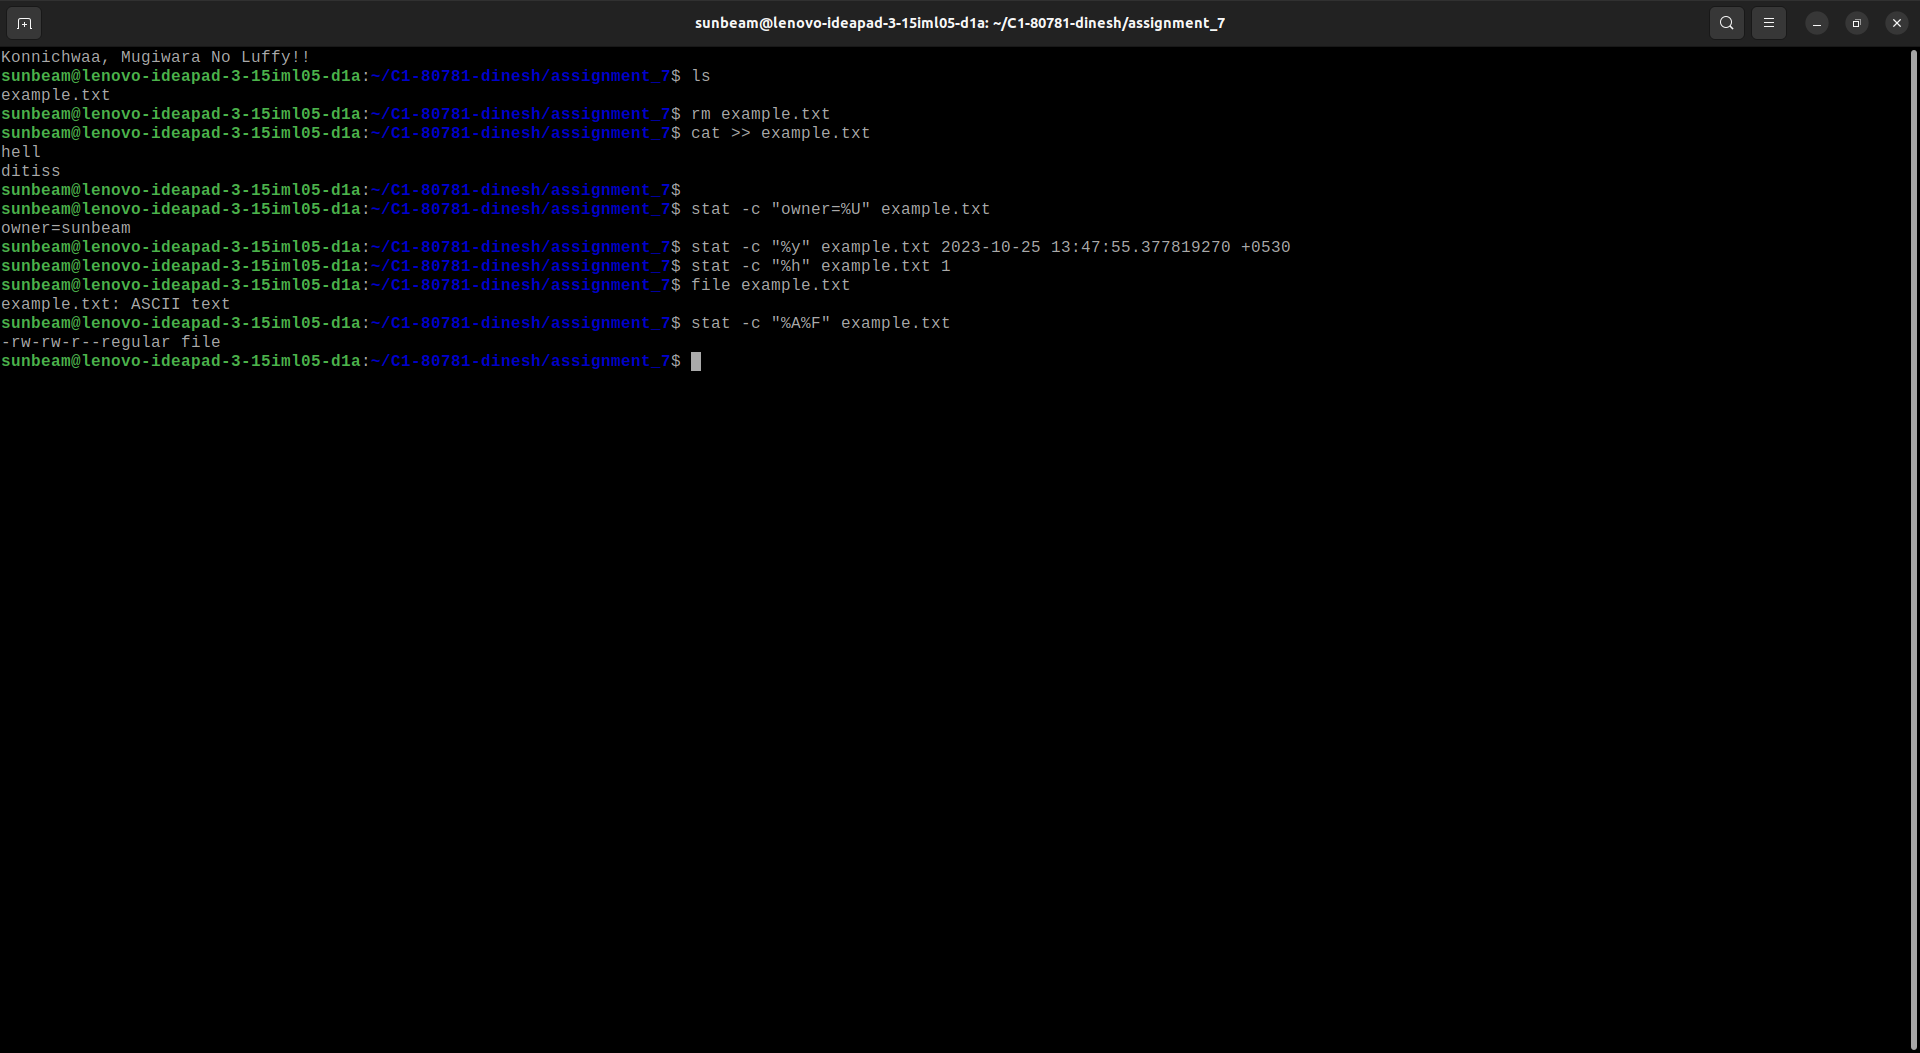 sunbeam@lenovo-ideapad-3-15iml05-d1a: ~/C1-80781-dinesh/assignment_7
Konnichwaa, Mugiwara No Luffy!!
sunbeam@lenovo-ideapad-3-15iml05-d1a:~/C1-80781-dinesh/assignment_7$ ls
example.txt
sunbeam@lenovo-ideapad-3-15iml05-d1a:~/C1-80781-dinesh/assignment_7$ rm example.txt
sunbeam@lenovo-ideapad-3-15iml05-d1a:~/C1-80781-dinesh/assignment_7$ cat >> example.txt
hell
ditiss
sunbeam@lenovo-ideapad-3-15iml05-d1a:~/C1-80781-dinesh/assignment_7$
sunbeam@lenovo-ideapad-3-15iml05-d1a:~/C1-80781-dinesh/assignment_7$ stat -c "owner=%U" example.txt
owner=sunbeam
sunbeam@lenovo-ideapad-3-15iml05-d1a:~/C1-80781-dinesh/assignment_7$ stat -c "%y" example.txt 2023-10-25 13:47:55.377819270 +0530
sunbeam@lenovo-ideapad-3-15iml05-d1a:~/C1-80781-dinesh/assignment_7$ stat -c "%h" example.txt 1
sunbeam@lenovo-ideapad-3-15iml05-d1a:~/C1-80781-dinesh/assignment_7$ file example.txt
example.txt: ASCII text
sunbeam@lenovo-ideapad-3-15iml05-d1a:~/C1-80781-dinesh/assignment_7$ stat -c "%A%F" example.txt
-rw-rw-r--regular file
sunbeam@lenovo-ideapad-3-15iml05-d1a:~/C1-80781-dinesh/assignment_7$